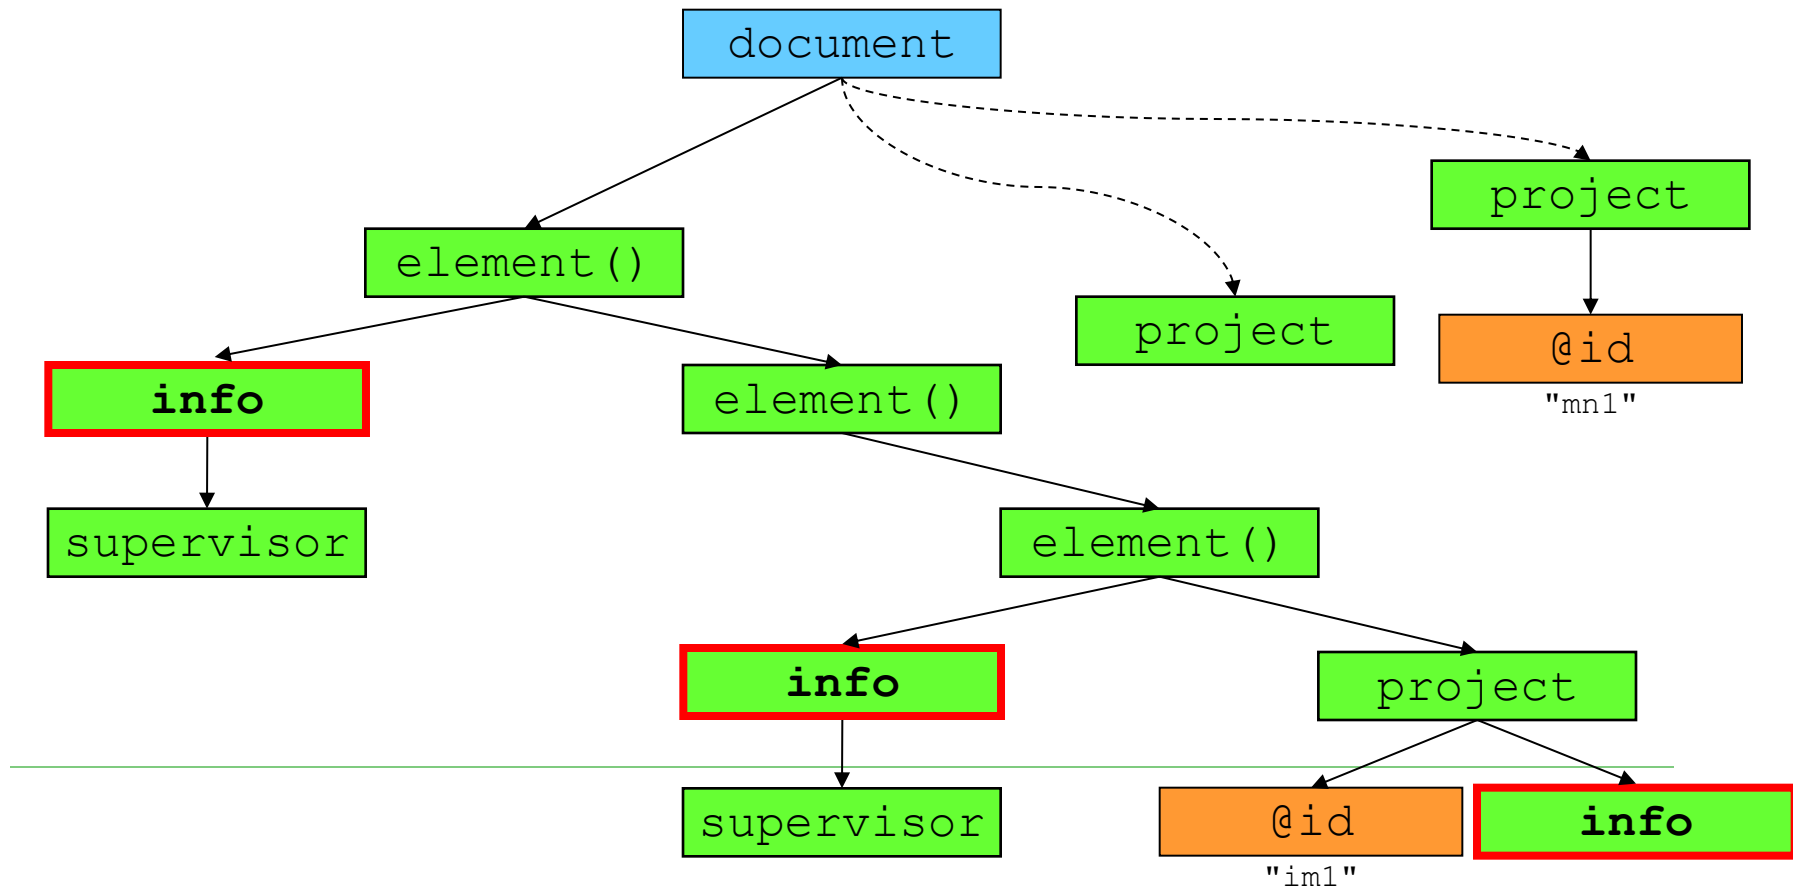 document
project
element()
project
@id
"mn1"
info
element()
supervisor
element()
info
project
supervisor
@id
info
"im1"